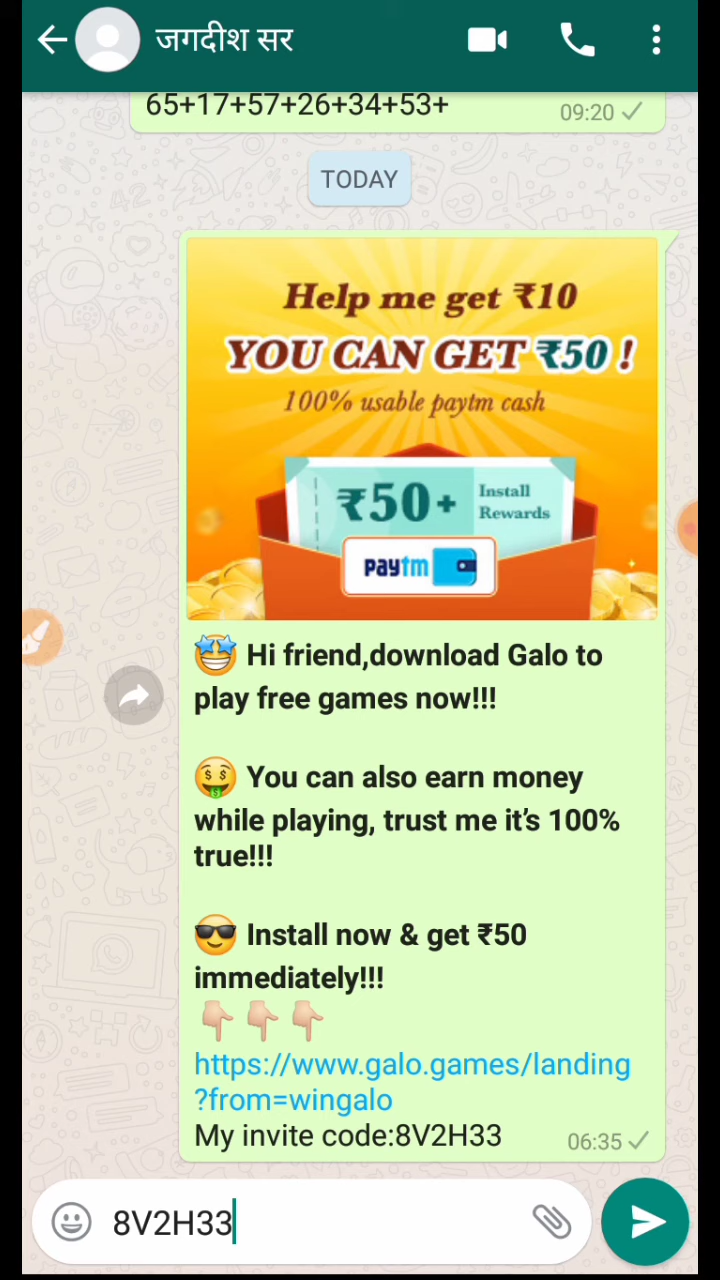 जगदीश सर
65+17+57+26+34+53+
09:20
TODAY
Help me get ₹10
YOU CAN GET ₹50 !
100% usable paytm cash
₹50+ Install
Rewards
paytm
🤩 Hi friend,download Galo to
play free games now!!!
🤑 You can also earn money
while playing, trust me it's 100%
true!!!
😎 Install now & get ₹50
immediately!!!
👇🏻👇🏻👇🏻
https://www.galo.games/landing
?from=wingalo
My invite code:8V2H33
06:35
8V2H33